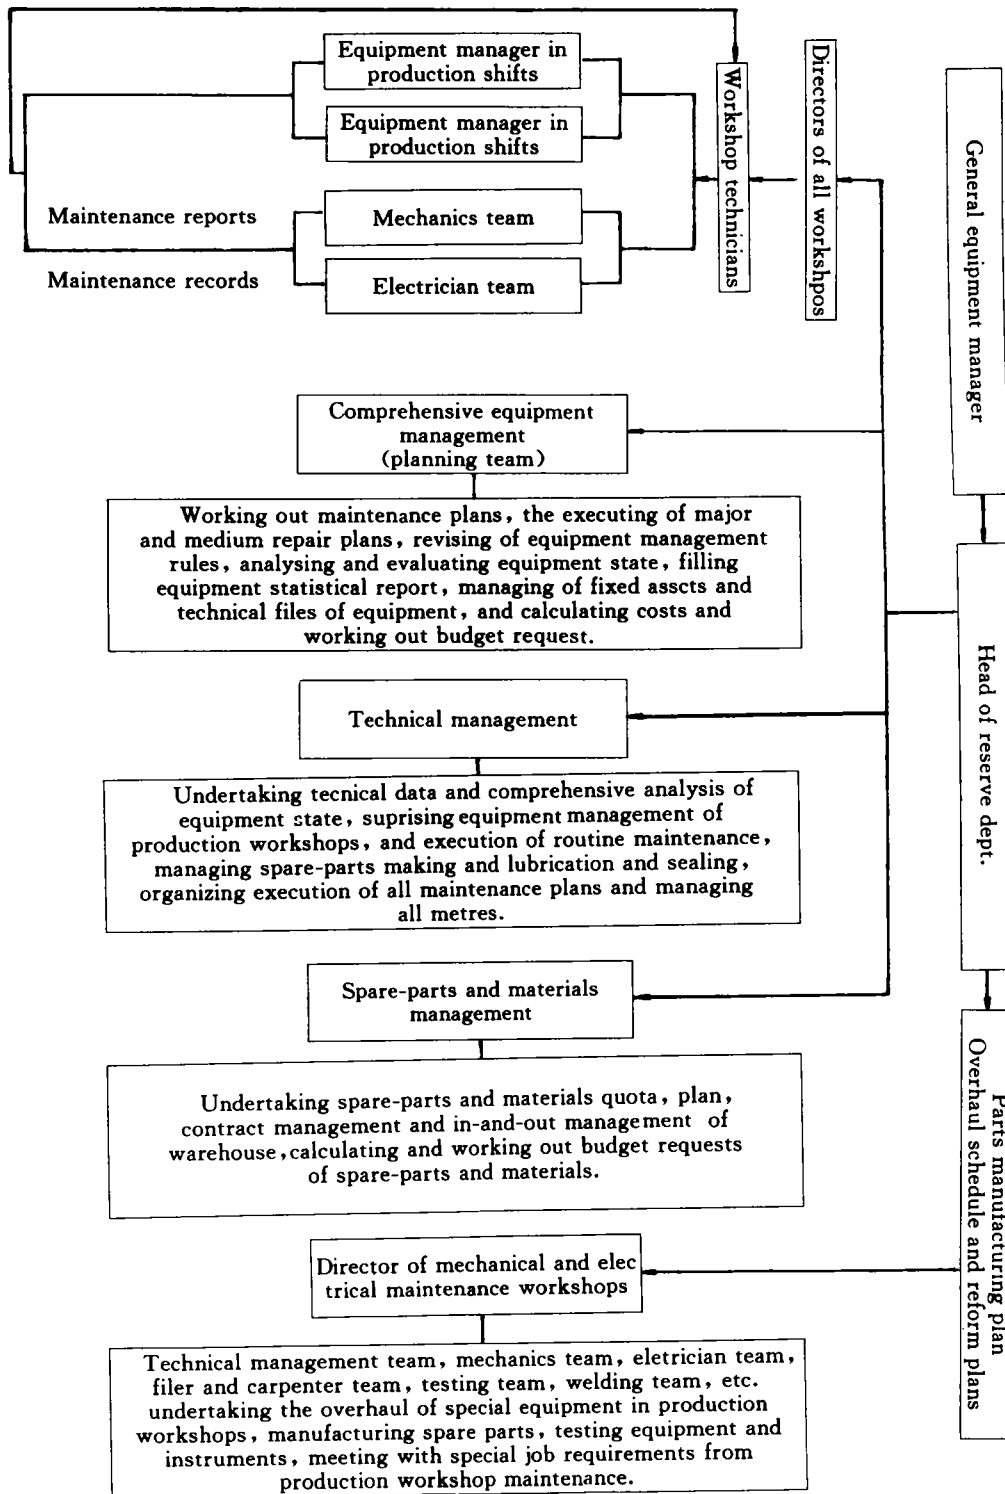 Equipment manager in
production shifts
Equipment manager in
production shifts
Maintenance reports
Mechanics team
Maintenance records
Electrician team
Workshop technicians
Directors of all workhpos
General equipment manager
Comprehensive equipment
management
(planning team)
Working out maintenance plans, the executing of major
and medium repair plans, revising of equipment management
rules, analysing and evaluating equipment state, filling
equipment statistical report, managing of fixed asscts and
technical files of equipment, and calculating costs and
working out budget request.
Head of reserve dept.
Technical management
Undertaking tecnical data and comprehensive analysis of
equipment state, suprising equipment management of
production workshops, and execution of routine maintenance,
managing spare-parts making and lubrication and sealing,
organizing execution of all maintenance plans and managing
all metres.
Spare-parts and materials
management
Undertaking spare-parts and materials quota, plan,
contract management and in-and-out management of
warehouse, calculating and working out budget requests
of spare-parts and materials.
Parts manufacturing plan
Overhaul schedule and reform plans
Director of mechanical and elec
trical maintenance workshops
Technical management team, mechanics team, eletrician team,
filer and carpenter team, testing team, welding team, etc.
undertaking the overhaul of special equipment in production
workshops, manufacturing spare parts, testing equipment and
instruments, meeting with special job requirements from
production workshop maintenance.